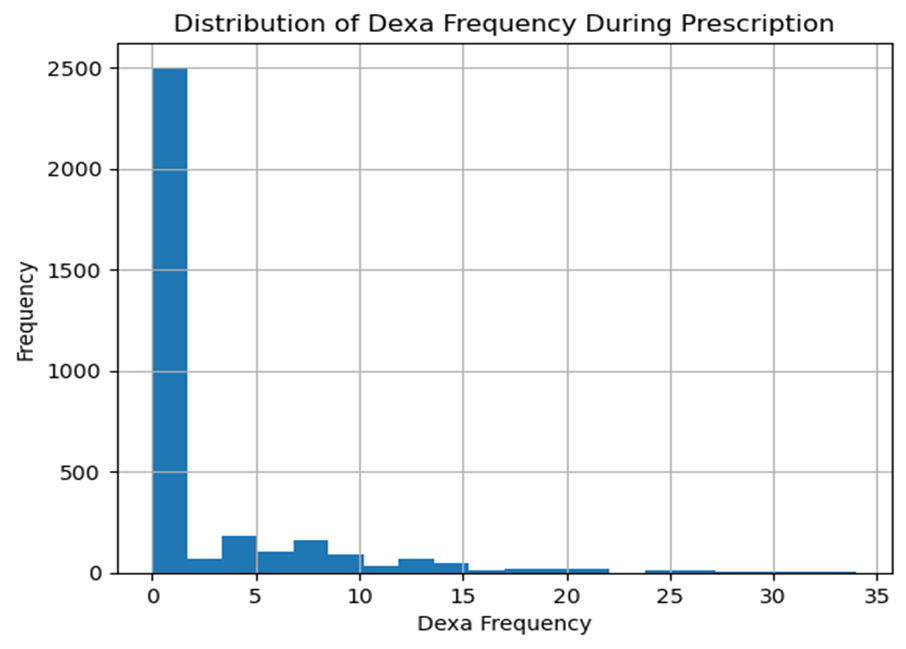 Distribution of Dexa Frequency During Prescription
Frequency
2500
2000
1500
1000
500
0
0 5 10 15 20 25 30 35
Dexa Frequency